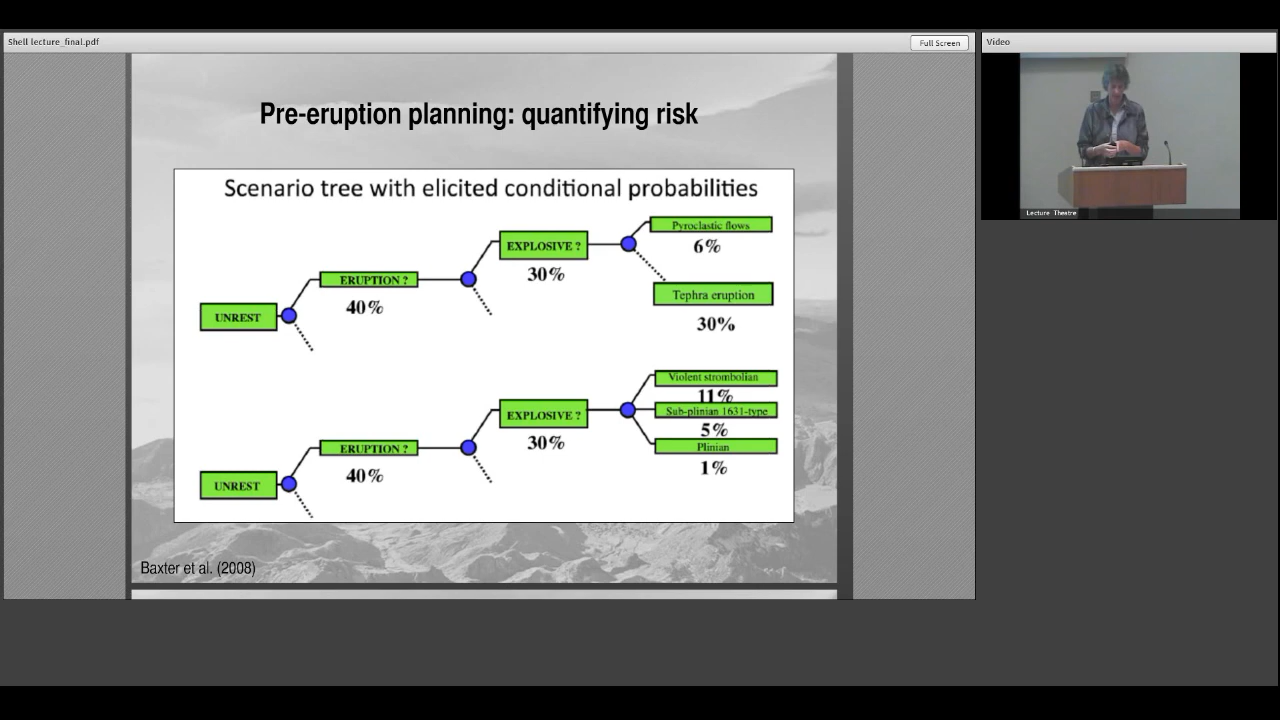 Shell lecture_final.pdf
Full Screen
Video
Pre-eruption planning: quantifying risk
Scenario tree with elicited conditional probabilities
UNREST
ERUPTION ?
40%
EXPLOSIVE ?
30%
Pyroclastic flows
6%
Tephra eruption
30%
UNREST
ERUPTION ?
40%
EXPLOSIVE ?
30%
Violent strombolian
11%
Sub-plinian 1631-type
5%
Plinian
1%
Baxter et al. (2008)
Lecture Theatre